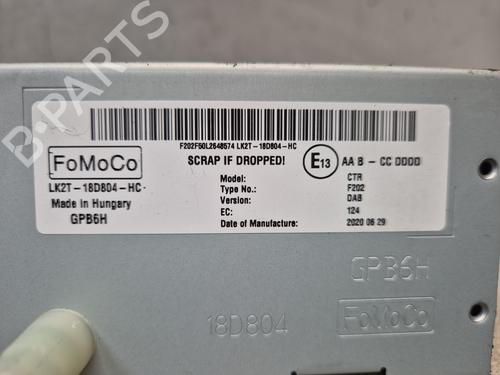 F202F50L2648574 LK2T-18D804-HC
SCRAP IF DROPPED!
FoMoCo
LK2T-18D804-HC
Made in Hungary
GPB6H
E13
AA B - CC DDDD
Model: CTR
Type No.: F202
Version: DAB
EC: 124
Date of Manufacture: 2020 06 29
GPB6H
18D804
FoMoCo
B-PARTS